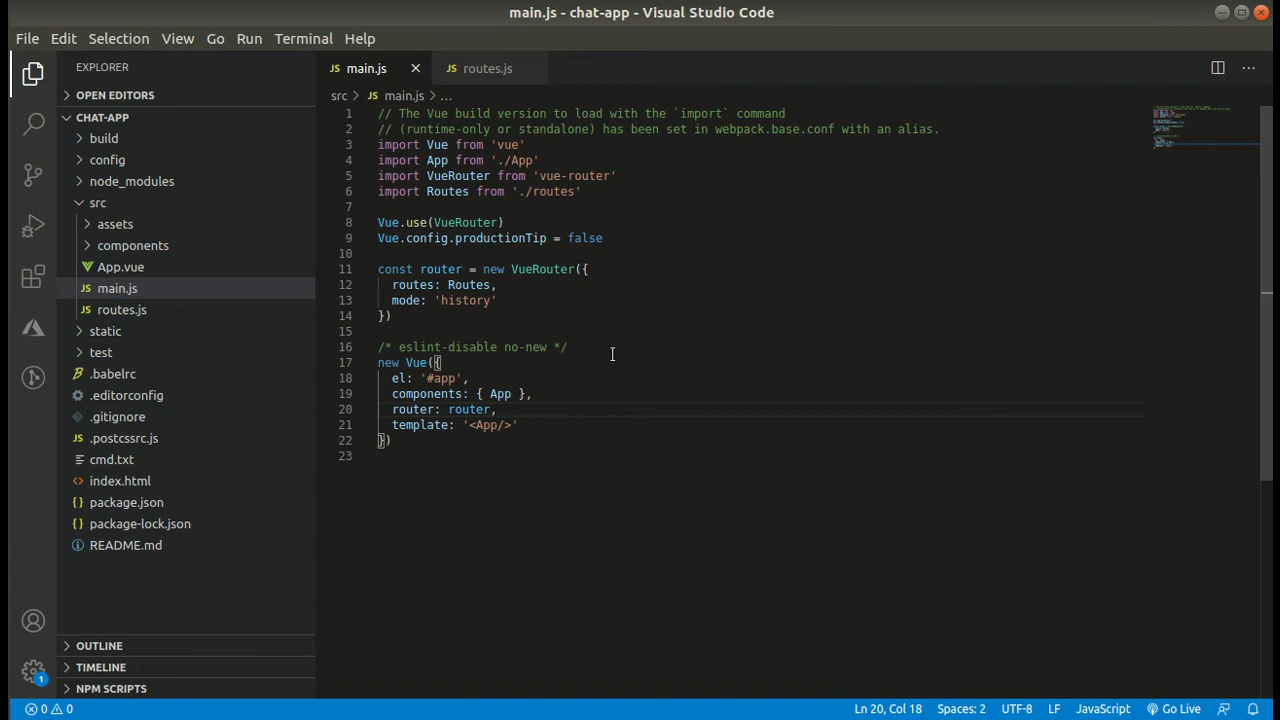 main.js - chat-app - Visual Studio Code
File Edit Selection View Go Run Terminal Help
EXPLORER
OPEN EDITORS
CHAT-APP
build
config
node_modules
src
assets
components
App.vue
JS main.js
JS routes.js
static
test
.babelrc
.editorconfig
.gitignore
.postcssrc.js
cmd.txt
index.html
package.json
package-lock.json
README.md
OUTLINE
TIMELINE
NPM SCRIPTS
1
JS main.js
JS routes.js
src > JS main.js > ...
1 // The Vue build version to load with the `import` command
2 // (runtime-only or standalone) has been set in webpack.base.conf with an alias.
3 import Vue from 'vue'
4 import App from './App'
5 import VueRouter from 'vue-router'
6 import Routes from './routes'
7
8 Vue.use(VueRouter)
9 Vue.config.productionTip = false
10
11 const router = new VueRouter({
12 routes: Routes,
13 mode: 'history'
14 })
15
16 /* eslint-disable no-new */
17 new Vue({
18 el: '#app',
19 components: { App },
20 router: router,
21 template: '<App/>'
22 })
23
0 0 Ln 20, Col 18 Spaces: 2 UTF-8 LF JavaScript Go Live